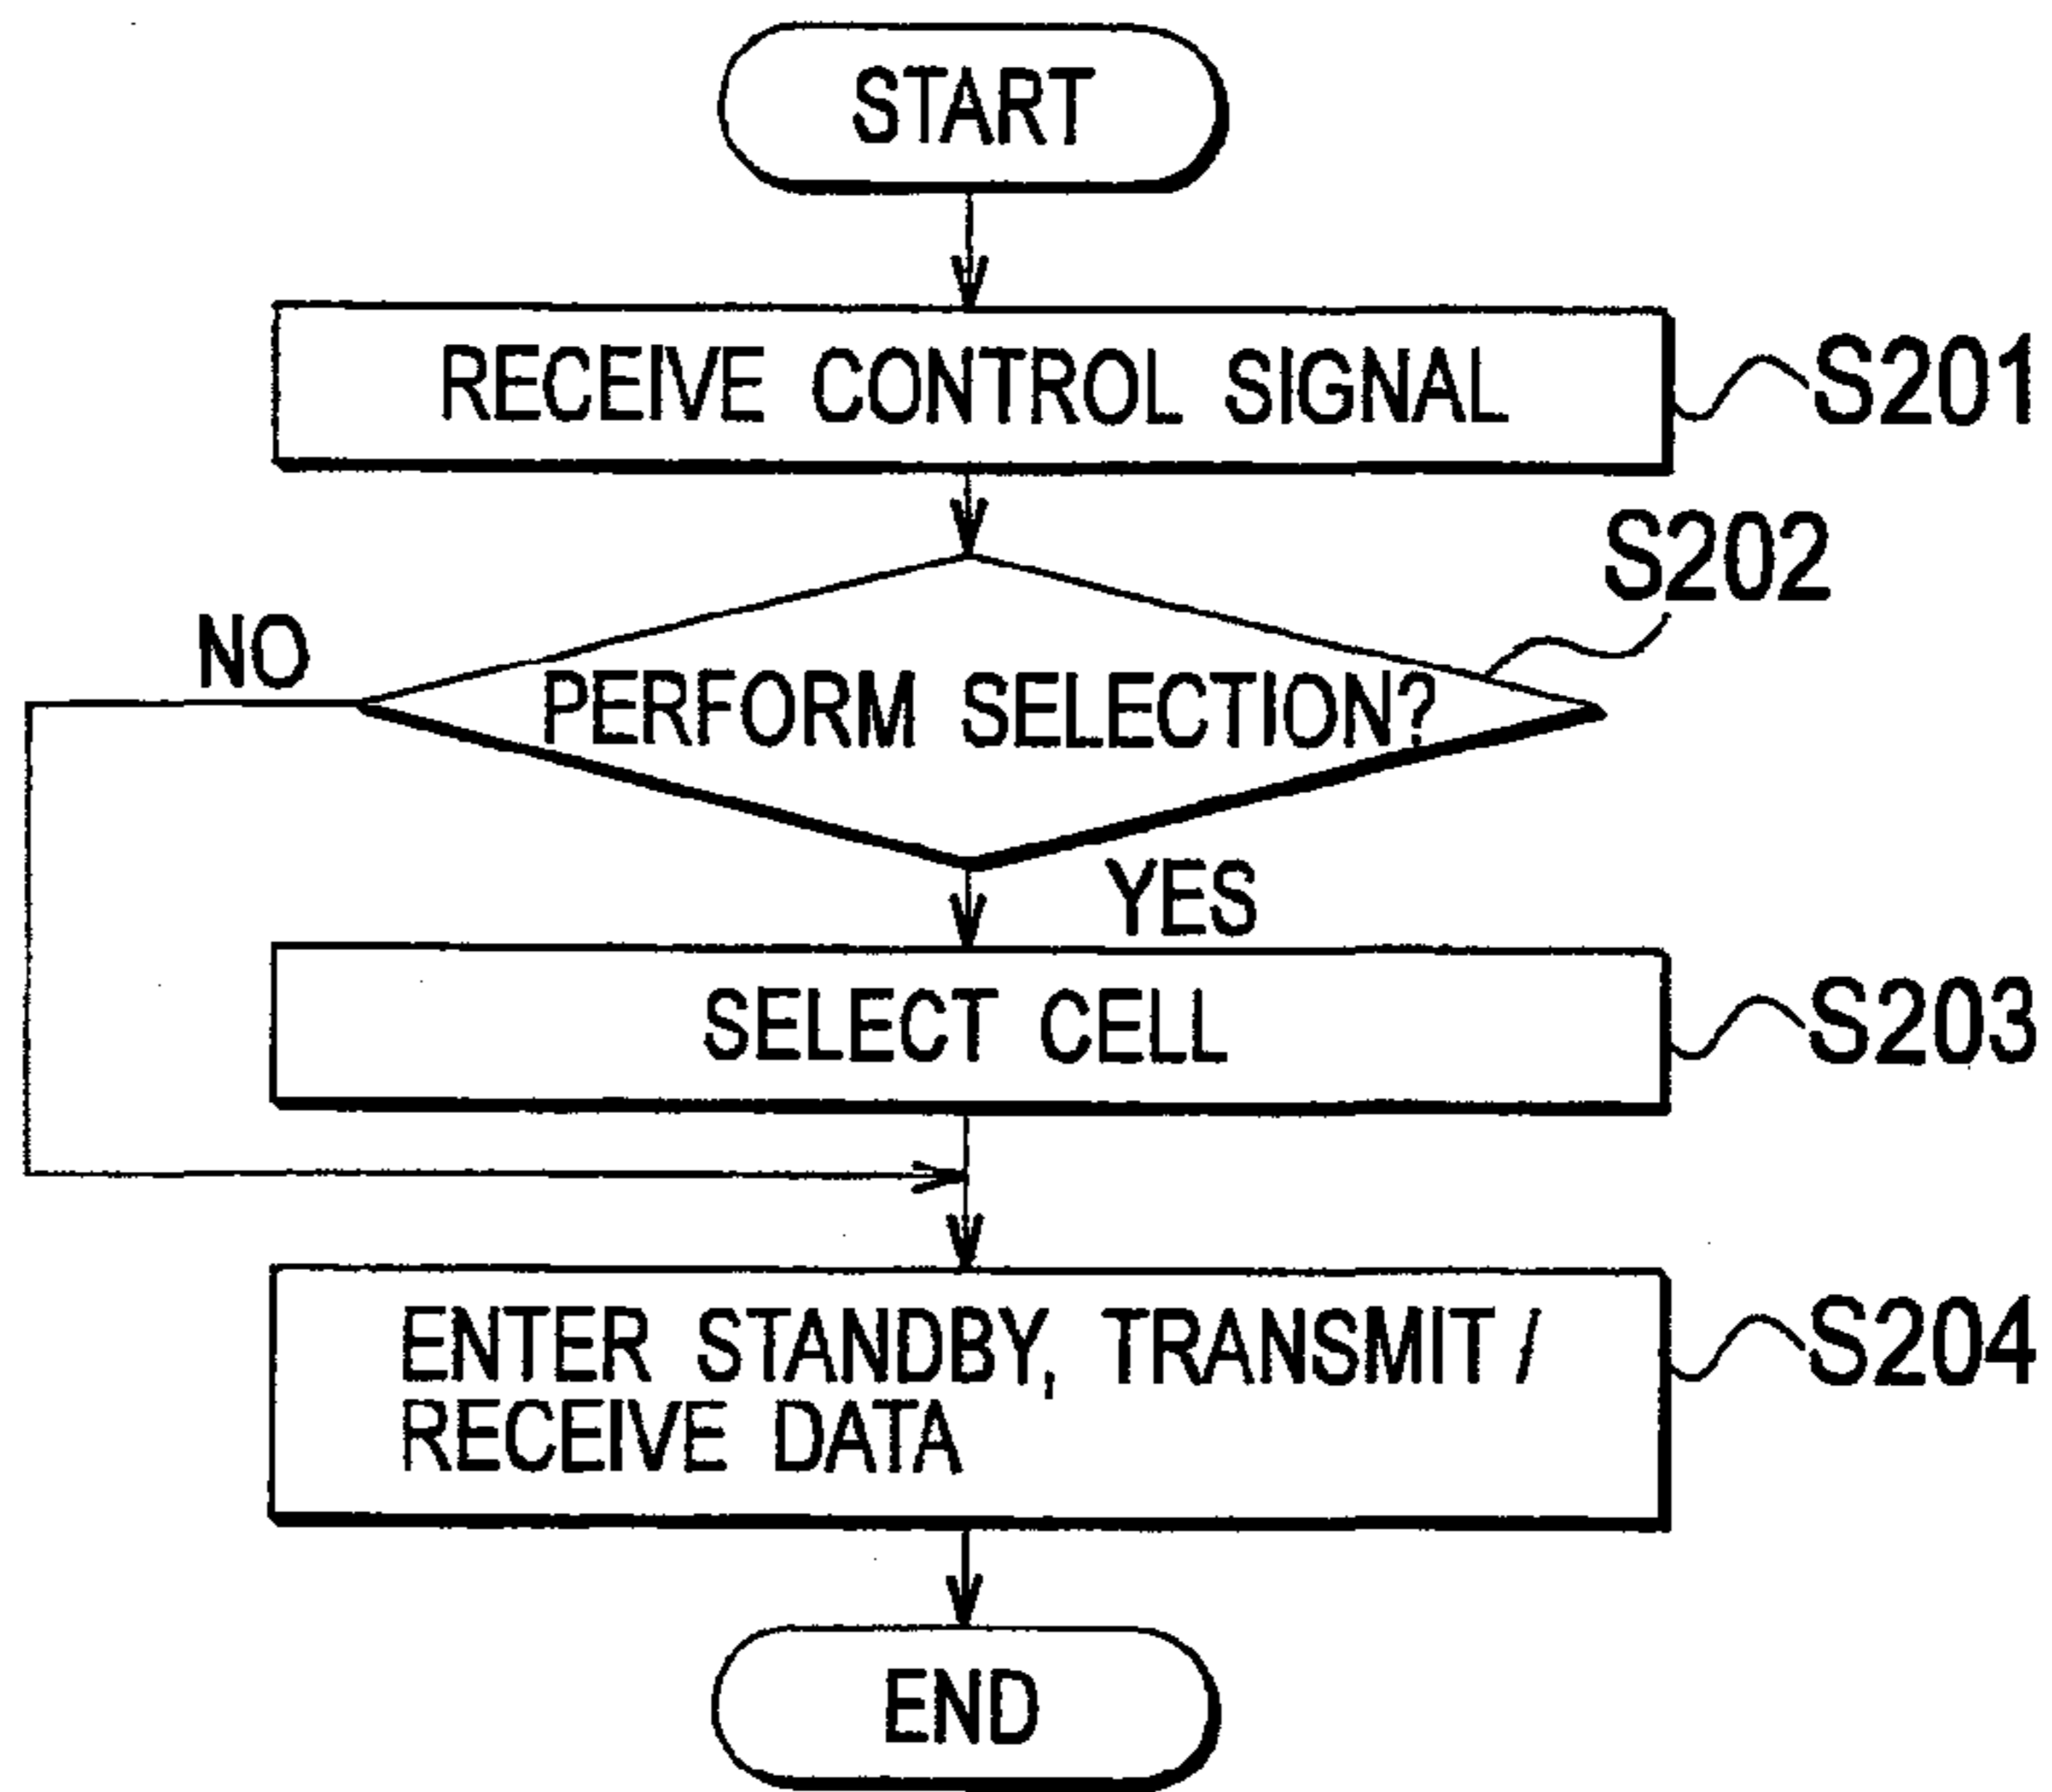 START
RECEIVE CONTROL SIGNAL
S201
S202
NO
PERFORM SELECTION?
YES
SELECT CELL
S203
ENTER STANDBY, TRANSMIT /
RECEIVE DATA
S204
END